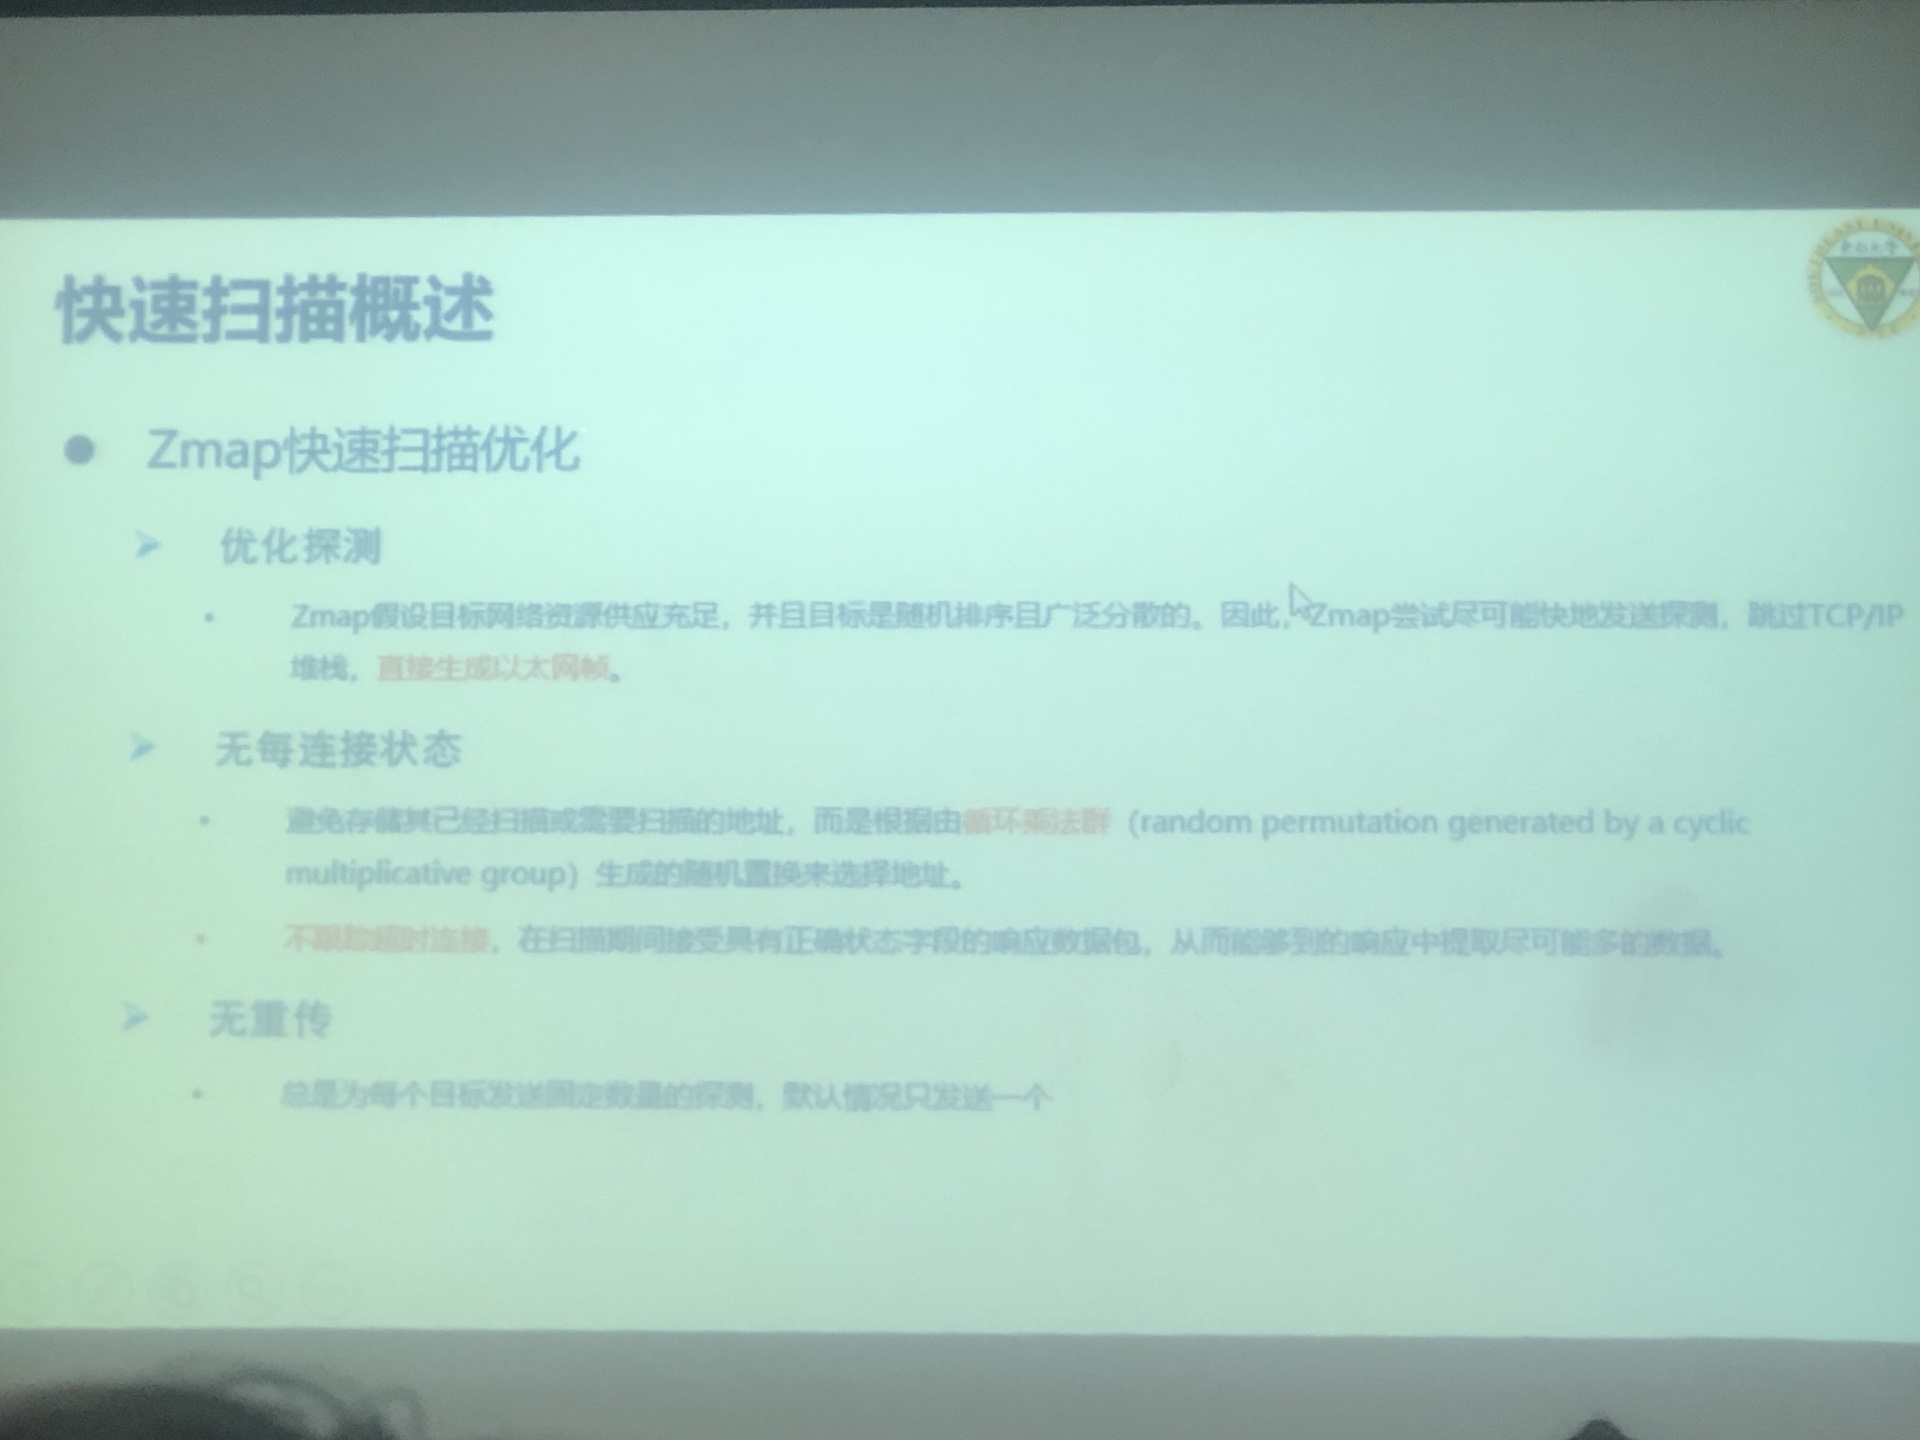 快速扫描概述
Zmap快速扫描优化
优化探测
Zmap假设目标网络资源供应充足，并且目标是随机排序且广泛分散的。因此，Zmap尝试尽可能快地发送探测，跳过TCP/IP
堆栈，直接生成以太网帧。
无每连接状态
避免存储其已经扫描或需要扫描的地址，而是根据由循环乘法群（random permutation generated by a cyclic
multiplicative group）生成的随机置换来选择地址。
不跟踪超时连接，在扫描期间接受具有正确状态字段的响应数据包，从而能够到的响应中提取尽可能多的数据。
无重传
总是为每个目标发送固定数量的探测，默认情况只发送一个